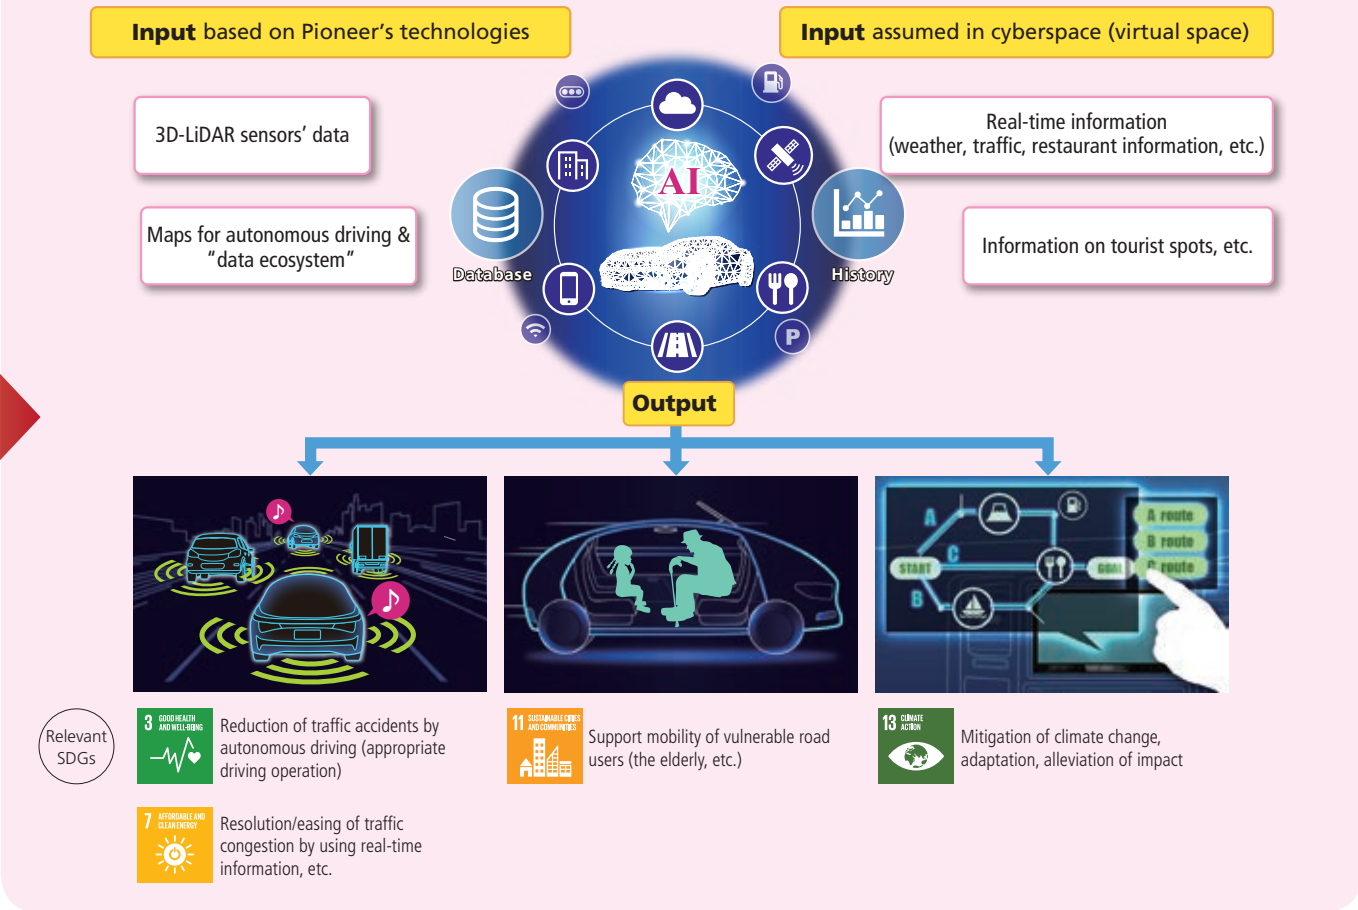 Input based on Pioneer's technologies
Input assumed in cyberspace (virtual space)
3D-LiDAR sensors' data
Maps for autonomous driving &
"data ecosystem"
Real-time information
(weather, traffic, restaurant information, etc.)
Information on tourist spots, etc.
AI
Database
History
P
Output
A
B
C
START
GOAL
A route
B route
C route
Relevant
SDGs
3 GOOD HEALTH
AND WELL-BEING
Reduction of traffic accidents by
autonomous driving (appropriate
driving operation)
7 AFFORDABLE AND
CLEAN ENERGY
Resolution/easing of traffic
congestion by using real-time
information, etc.
11 SUSTAINABLE CITIES
AND COMMUNITIES
Support mobility of vulnerable road
users (the elderly, etc.)
13 CLIMATE
ACTION
Mitigation of climate change,
adaptation, alleviation of impact